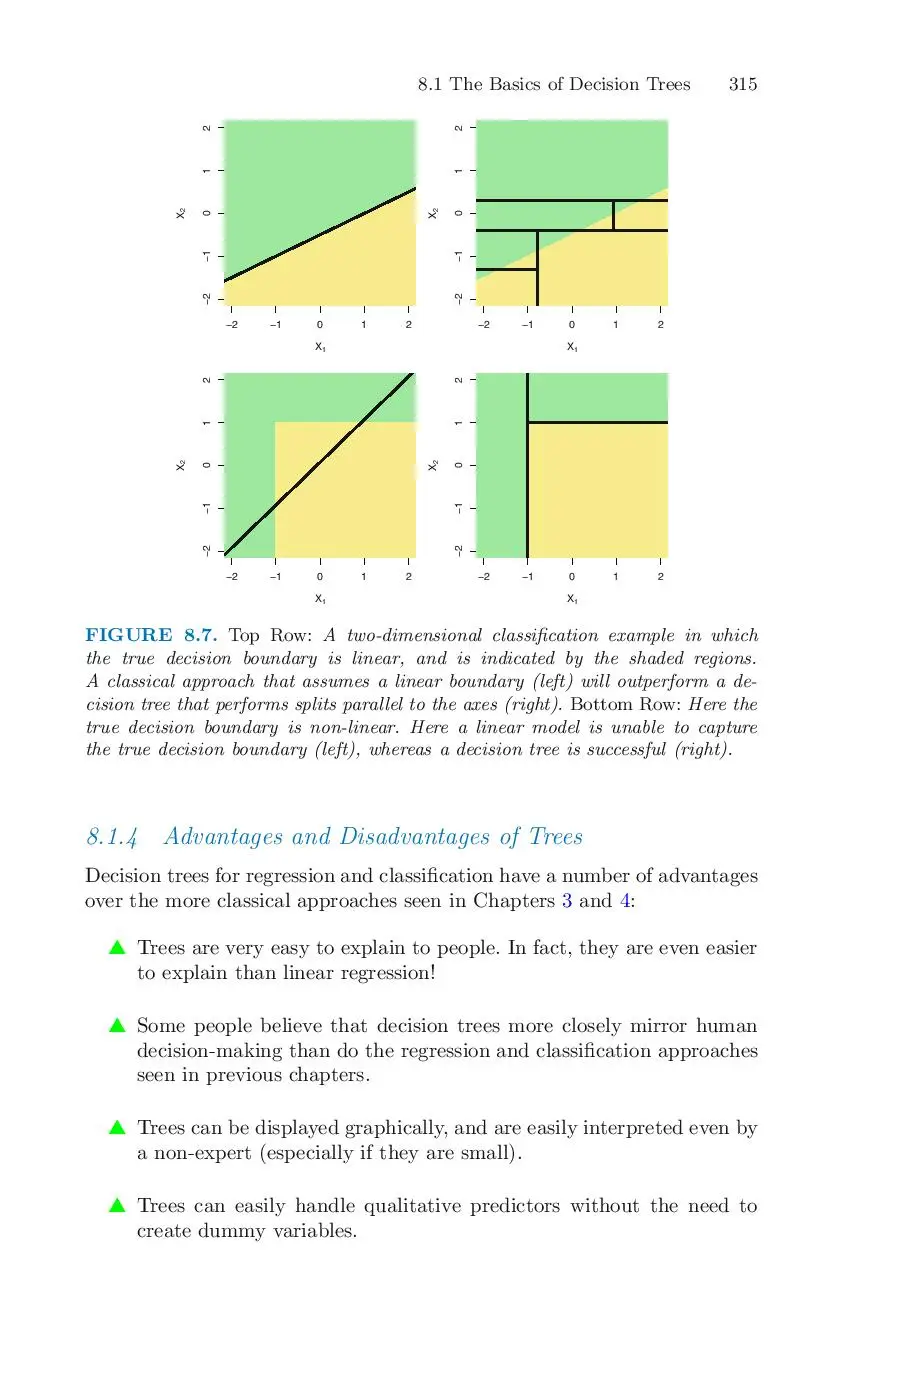 8.1 The Basics of Decision Trees 315
2
1
0
−1
−2
X2
−2 −1 0 1 2
X1
2
1
0
−1
−2
X2
−2 −1 0 1 2
X1
2
1
0
−1
−2
X2
−2 −1 0 1 2
X1
2
1
0
−1
−2
X2
−2 −1 0 1 2
X1
FIGURE 8.7. Top Row: A two-dimensional classification example in which
the true decision boundary is linear, and is indicated by the shaded regions.
A classical approach that assumes a linear boundary (left) will outperform a de-
cision tree that performs splits parallel to the axes (right). Bottom Row: Here the
true decision boundary is non-linear. Here a linear model is unable to capture
the true decision boundary (left), whereas a decision tree is successful (right).
8.1.4 Advantages and Disadvantages of Trees
Decision trees for regression and classification have a number of advantages
over the more classical approaches seen in Chapters 3 and 4:
▲ Trees are very easy to explain to people. In fact, they are even easier
to explain than linear regression!
▲ Some people believe that decision trees more closely mirror human
decision-making than do the regression and classification approaches
seen in previous chapters.
▲ Trees can be displayed graphically, and are easily interpreted even by
a non-expert (especially if they are small).
▲ Trees can easily handle qualitative predictors without the need to
create dummy variables.